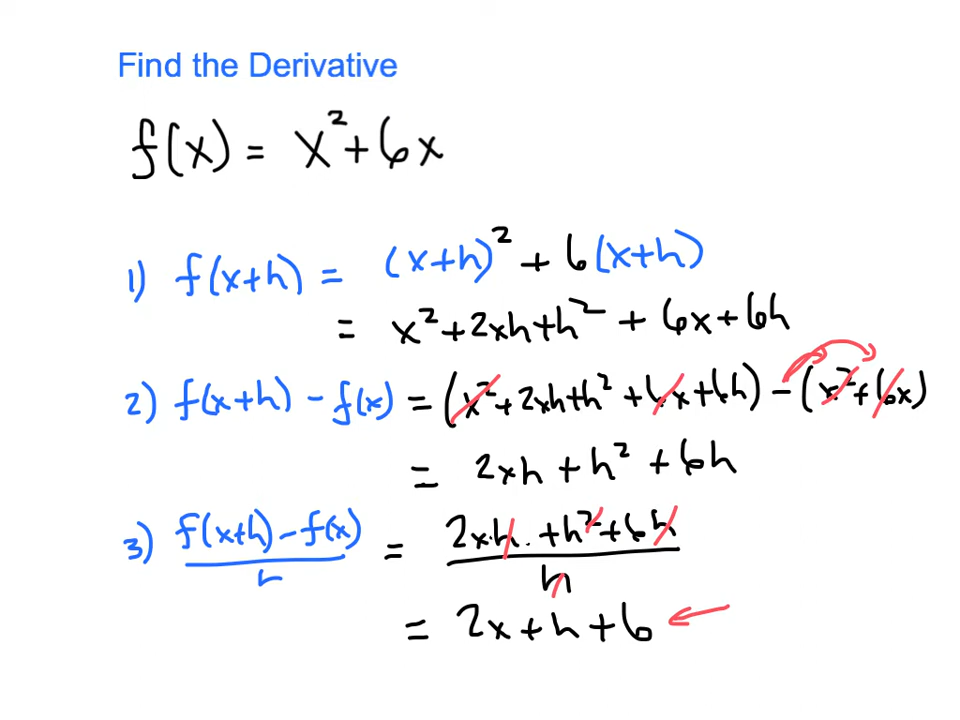 Find the Derivative
f(x) = x² + 6x
1) f(x+h) = (x+h)² + 6(x+h)
= x² + 2xh + h² + 6x + 6h
2) f(x+h) - f(x) = (x² + 2xh + h² + 6x + 6h) - (x² + 6x)
= 2xh + h² + 6h
3) f(x+h) - f(x) / h = 2x·h + h² + 6h / h
= 2x + h + 6